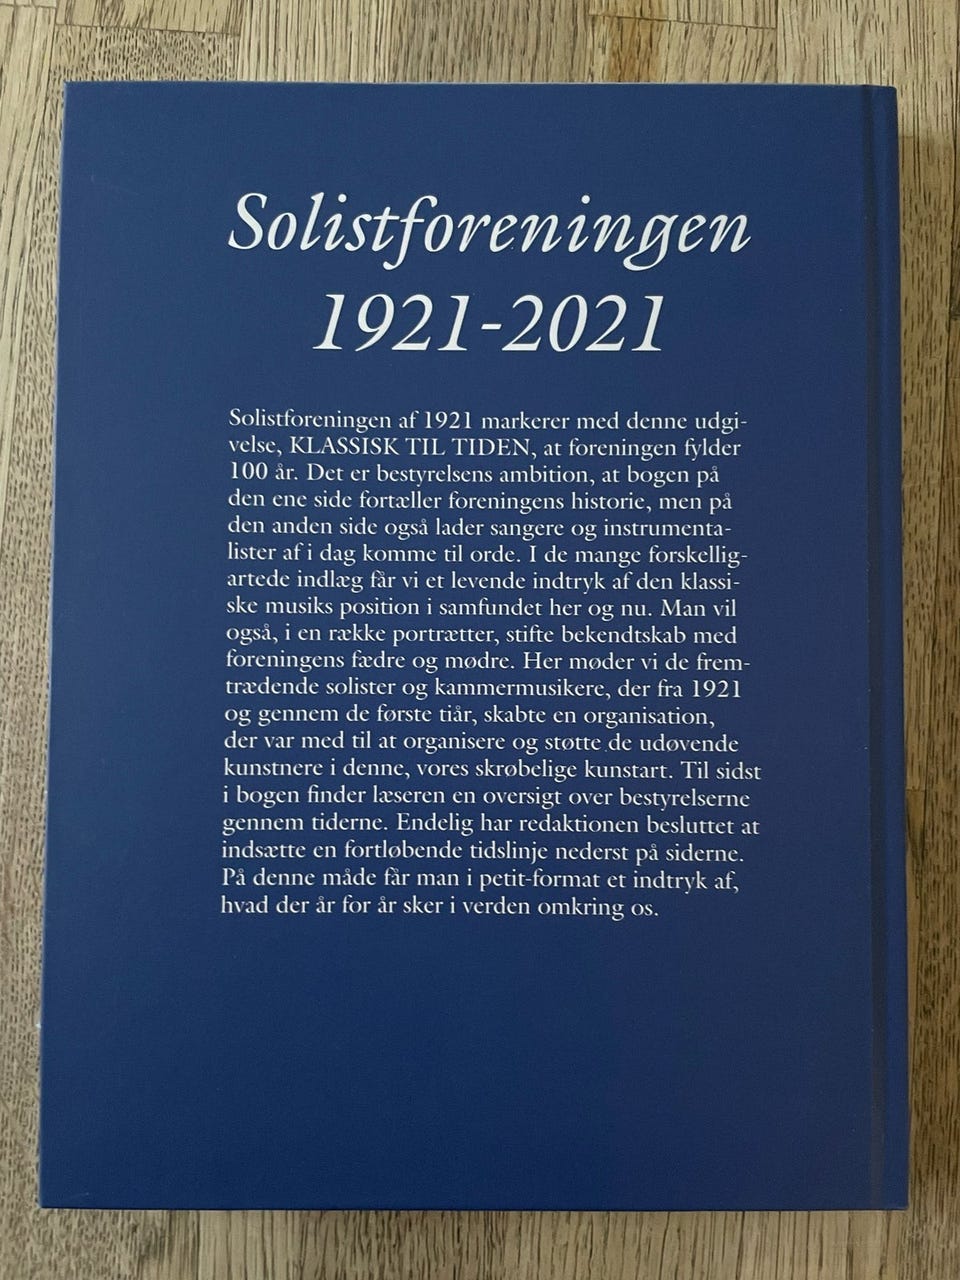 Solistforeningen
1921-2021
Solistforeningen af 1921 markerer med denne udgi-
velse, KLASSISK TIL TIDEN, at foreningen fylder
100 år. Det er bestyrelsens ambition, at bogen på
den ene side fortæller foreningens historie, men på
den anden side også lader sangere og instrumenta-
lister af i dag komme til orde. I de mange forskellig-
artede indlæg får vi et levende indtryk af den klassi-
ske musiks position i samfundet her og nu. Man vil
også, i en række portrætter, stifte bekendtskab med
foreningens fædre og mødre. Her møder vi de frem-
trædende solister og kammermusikere, der fra 1921
og gennem de første tiår, skabte en organisation,
der var med til at organisere og støtte de udøvende
kunstnere i denne, vores skrøbelige kunstart. Til sidst
i bogen finder læseren en oversigt over bestyrelserne
gennem tiderne. Endelig har redaktionen besluttet at
indsætte en fortløbende tidslinje nederst på siderne.
På denne måde får man i petit-format et indtryk af,
hvad der år for år sker i verden omkring os.